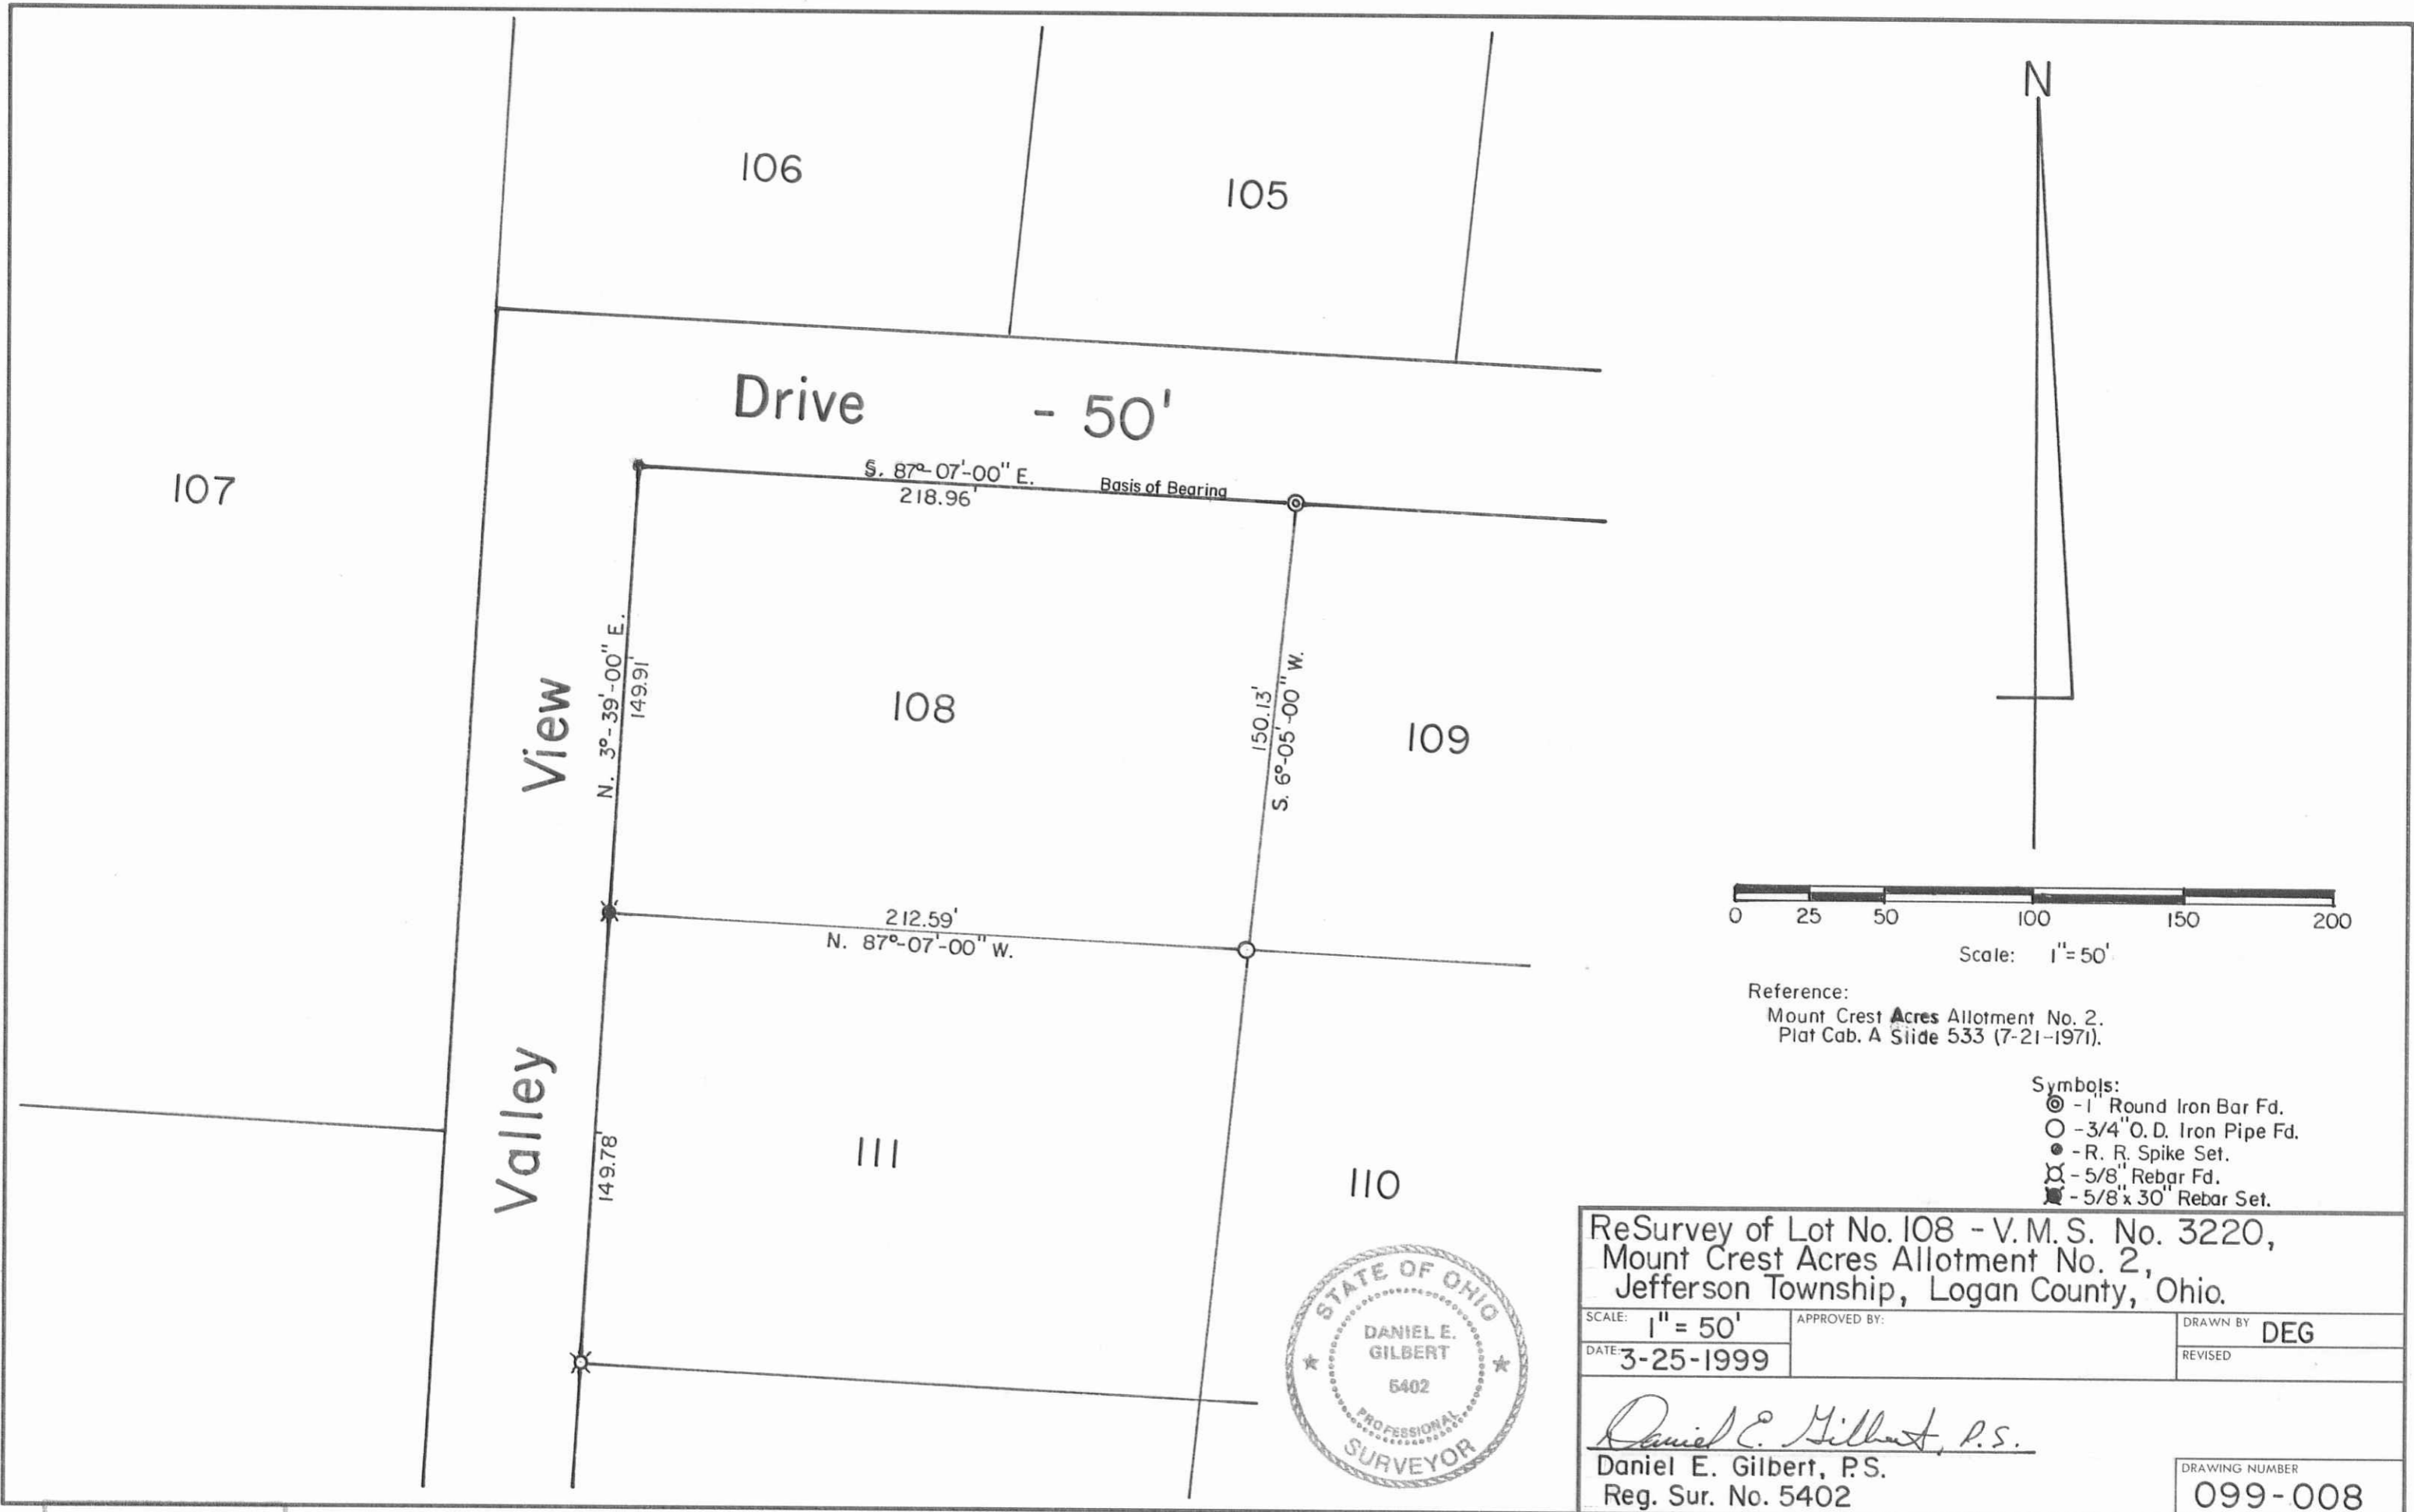 N
106
105
Drive - 50'
107
S. 87°-07'-00" E.
218.96'
Basis of Bearing
View
N. 3°-39'-00" E.
149.91'
108
150.13'
S. 6°-05'-00" W.
109
212.59'
N. 87°-07'-00" W.
Valley
149.78'
111
110
0 25 50 100 150 200
Scale: 1"=50'
Reference:
Mount Crest Acres Allotment No. 2.
Plat Cab. A Slide 533 (7-21-1971).
Symbols:
- 1" Round Iron Bar Fd.
- 3/4" O.D. Iron Pipe Fd.
- R. R. Spike Set.
- 5/8" Rebar Fd.
- 5/8" x 30" Rebar Set.
STATE OF OHIO
DANIEL E.
GILBERT
5402
PROFESSIONAL
SURVEYOR
ReSurvey of Lot No. 108 - V.M.S. No. 3220,
Mount Crest Acres Allotment No. 2,
Jefferson Township, Logan County, Ohio.
SCALE: 1" = 50'
APPROVED BY:
DRAWN BY DEG
DATE: 3-25-1999
REVISED
Daniel E. Gilbert, P.S.
Daniel E. Gilbert, P.S.
Reg. Sur. No. 5402
DRAWING NUMBER
099-008